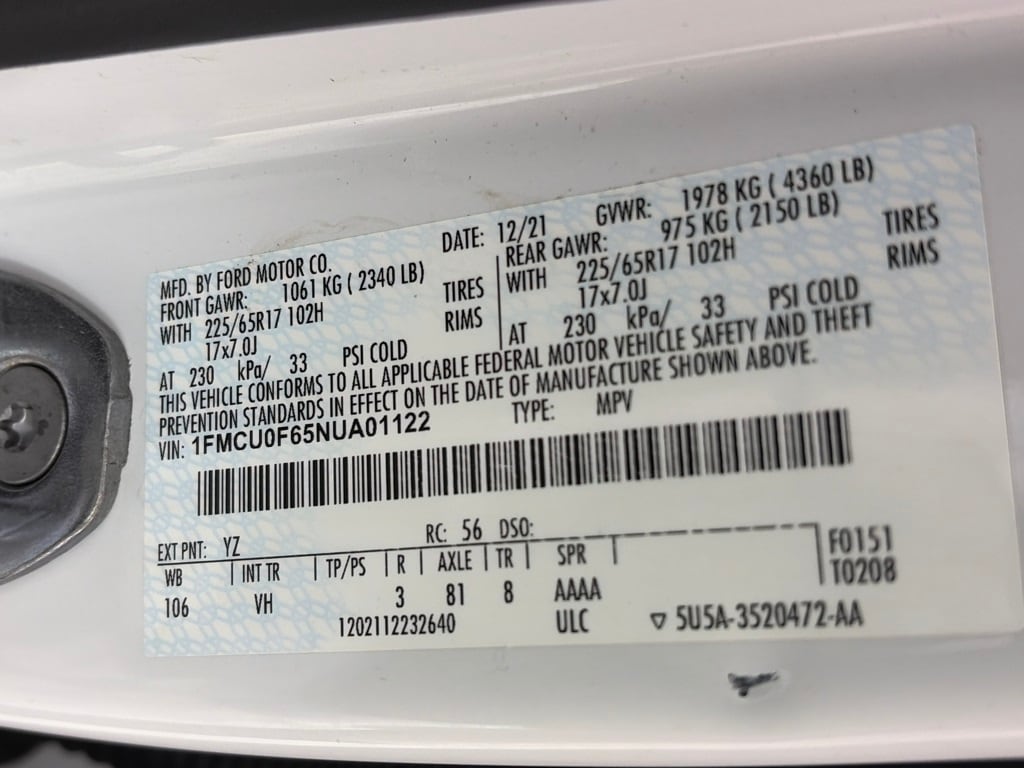 MFD. BY FORD MOTOR CO. DATE: 12/21 GVWR: 1978 KG ( 4360 LB)
FRONT GAWR: 1061 KG ( 2340 LB) REAR GAWR: 975 KG ( 2150 LB)
WITH 225/65R17 102H TIRES WITH 225/65R17 102H TIRES
17x7.0J RIMS 17x7.0J RIMS
AT 230 kPa/ 33 PSI COLD AT 230 kPa/ 33 PSI COLD
THIS VEHICLE CONFORMS TO ALL APPLICABLE FEDERAL MOTOR VEHICLE SAFETY AND THEFT
PREVENTION STANDARDS IN EFFECT ON THE DATE OF MANUFACTURE SHOWN ABOVE.
VIN: 1FMCU0F65NUA01122 TYPE: MPV
EXT PNT: YZ RC: 56 DSO:
WB INT TR TP/PS R AXLE TR SPR F0151
106 VH 3 81 8 AAAA T0208
1202112232640 ULC ▽ 5U5A-3520472-AA